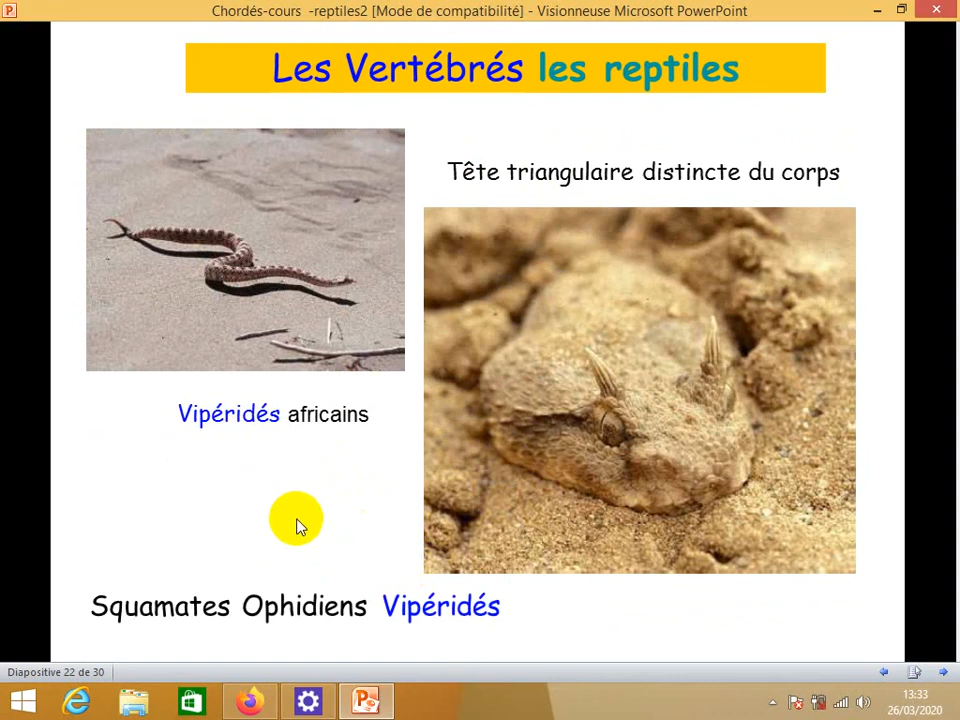 Chordés-cours -reptiles2 [Mode de compatibilité] - Visionneuse Microsoft PowerPoint
Les Vertébrés les reptiles
Tête triangulaire distincte du corps
Vipéridés africains
Squamates Ophidiens Vipéridés
Diapositive 22 de 30
13:33
26/03/2020